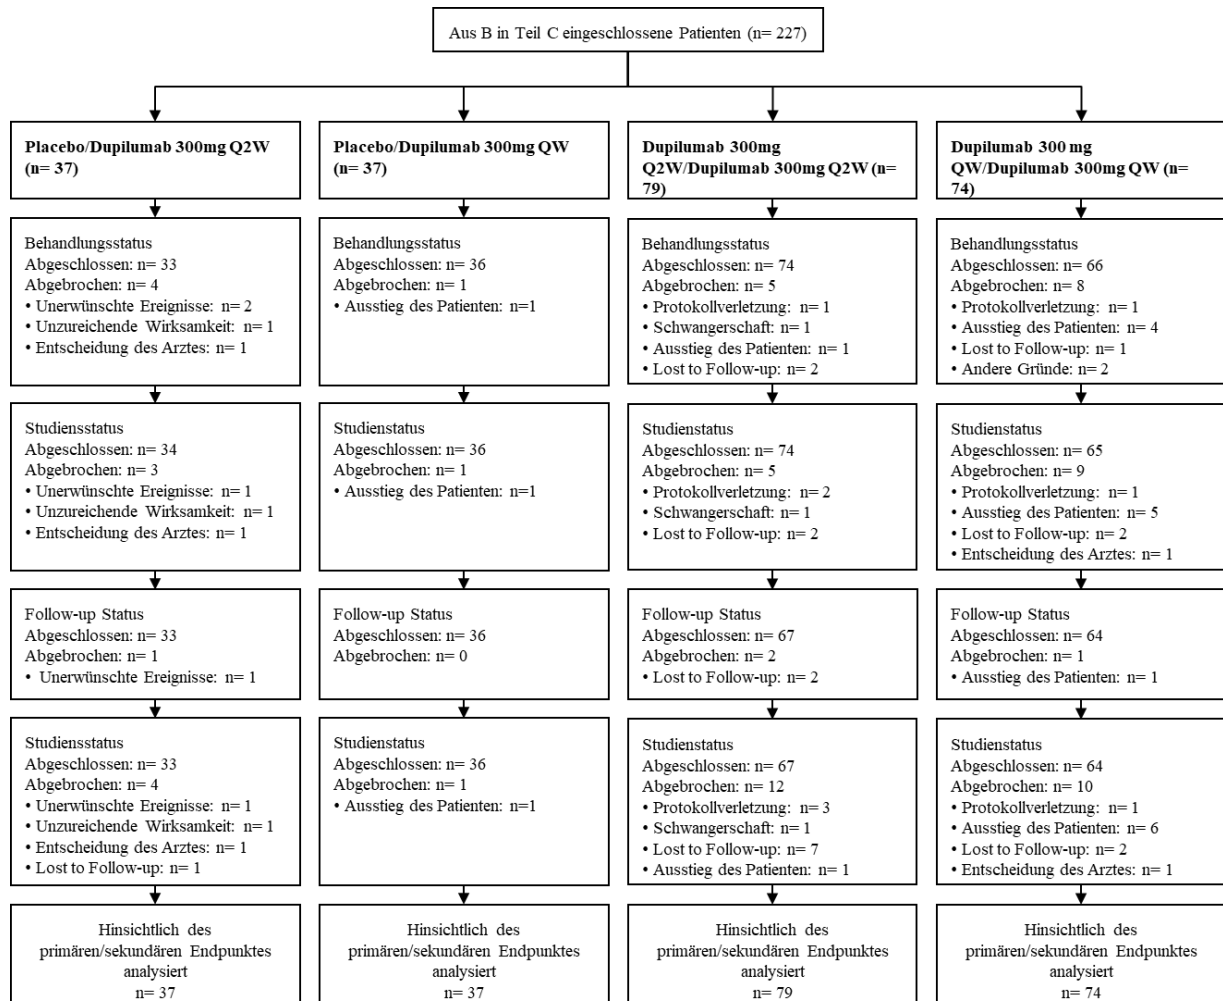 Aus B in Teil C eingeschlossene Patienten (n= 227)
Placebo/Dupilumab 300mg Q2W
(n= 37)
Placebo/Dupilumab 300mg QW
(n= 37)
Dupilumab 300mg
Q2W/Dupilumab 300mg Q2W (n=
79)
Dupilumab 300 mg
QW/Dupilumab 300mg QW (n=
74)
Behandlungsstatus
Abgeschlossen: n= 33
Abgebrochen: n= 4
• Unerwünschte Ereignisse: n= 2
• Unzureichende Wirksamkeit: n= 1
• Entscheidung des Arztes: n= 1
Behandlungsstatus
Abgeschlossen: n= 36
Abgebrochen: n= 1
• Ausstieg des Patienten: n=1
Behandlungsstatus
Abgeschlossen: n= 74
Abgebrochen: n= 5
• Protokollverletzung: n= 1
• Schwangerschaft: n= 1
• Ausstieg des Patienten: n= 1
• Lost to Follow-up: n= 2
Behandlungsstatus
Abgeschlossen: n= 66
Abgebrochen: n= 8
• Protokollverletzung: n= 1
• Ausstieg des Patienten: n= 4
• Lost to Follow-up: n= 1
• Andere Gründe: n= 2
Studiensstatus
Abgeschlossen: n= 34
Abgebrochen: n= 3
• Unerwünschte Ereignisse: n= 1
• Unzureichende Wirksamkeit: n= 1
• Entscheidung des Arztes: n= 1
Studienstatus
Abgeschlossen: n= 36
Abgebrochen: n= 1
• Ausstieg des Patienten: n=1
Studienstatus
Abgeschlossen: n= 74
Abgebrochen: n= 5
• Protokollverletzung: n= 2
• Schwangerschaft: n= 1
• Lost to Follow-up: n= 2
Studienstatus
Abgeschlossen: n= 65
Abgebrochen: n= 9
• Protokollverletzung: n= 1
• Ausstieg des Patienten: n= 5
• Lost to Follow-up: n= 2
• Entscheidung des Arztes: n= 1
Follow-up Status
Abgeschlossen: n= 33
Abgebrochen: n= 1
• Unerwünschte Ereignisse: n= 1
Follow-up Status
Abgeschlossen: n= 36
Abgebrochen: n= 0
Follow-up Status
Abgeschlossen: n= 67
Abgebrochen: n= 2
• Lost to Follow-up: n= 2
Follow-up Status
Abgeschlossen: n= 64
Abgebrochen: n= 1
• Ausstieg des Patienten: n= 1
Studiensstatus
Abgeschlossen: n= 33
Abgebrochen: n= 4
• Unerwünschte Ereignisse: n= 1
• Unzureichende Wirksamkeit: n= 1
• Entscheidung des Arztes: n= 1
• Lost to Follow-up: n= 1
Studienstatus
Abgeschlossen: n= 36
Abgebrochen: n= 1
• Ausstieg des Patienten: n=1
Studienstatus
Abgeschlossen: n= 67
Abgebrochen: n= 12
• Protokollverletzung: n= 3
• Schwangerschaft: n= 1
• Lost to Follow-up: n= 7
• Ausstieg des Patienten: n= 1
Studienstatus
Abgeschlossen: n= 64
Abgebrochen: n= 10
• Protokollverletzung: n= 1
• Ausstieg des Patienten: n= 6
• Lost to Follow-up: n= 2
• Entscheidung des Arztes: n= 1
Hinsichtlich des
primären/sekundären Endpunktes
analysiert
n= 37
Hinsichtlich des
primären/sekundären Endpunktes
analysiert
n= 37
Hinsichtlich des
primären/sekundären Endpunktes
analysiert
n= 79
Hinsichtlich des
primären/sekundären Endpunktes
analysiert
n= 74